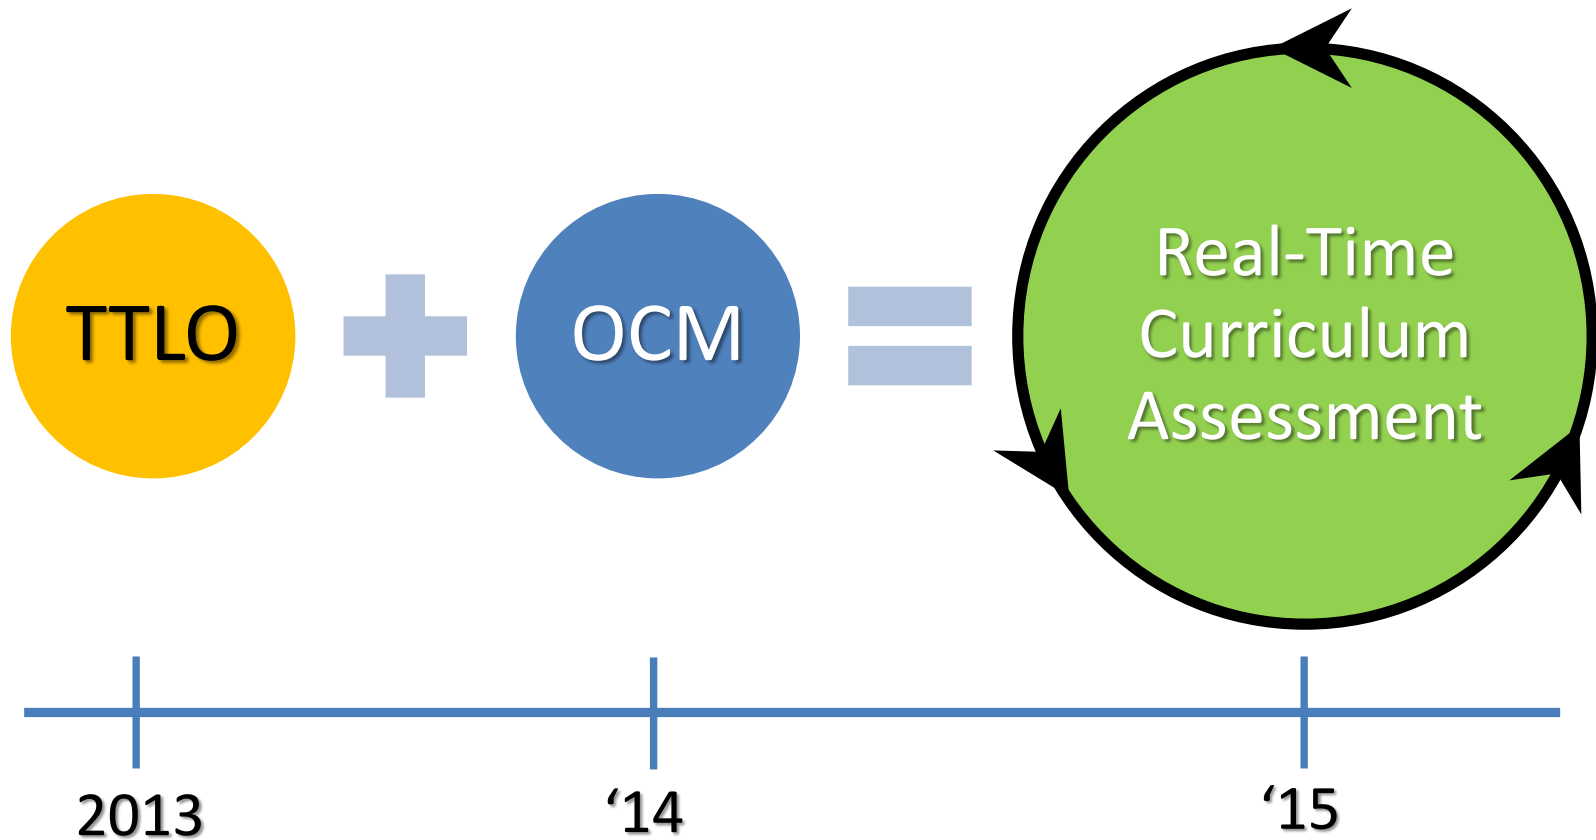 TTLO
OCM
Real-Time
Curriculum
Assessment
2013
‘14
‘15